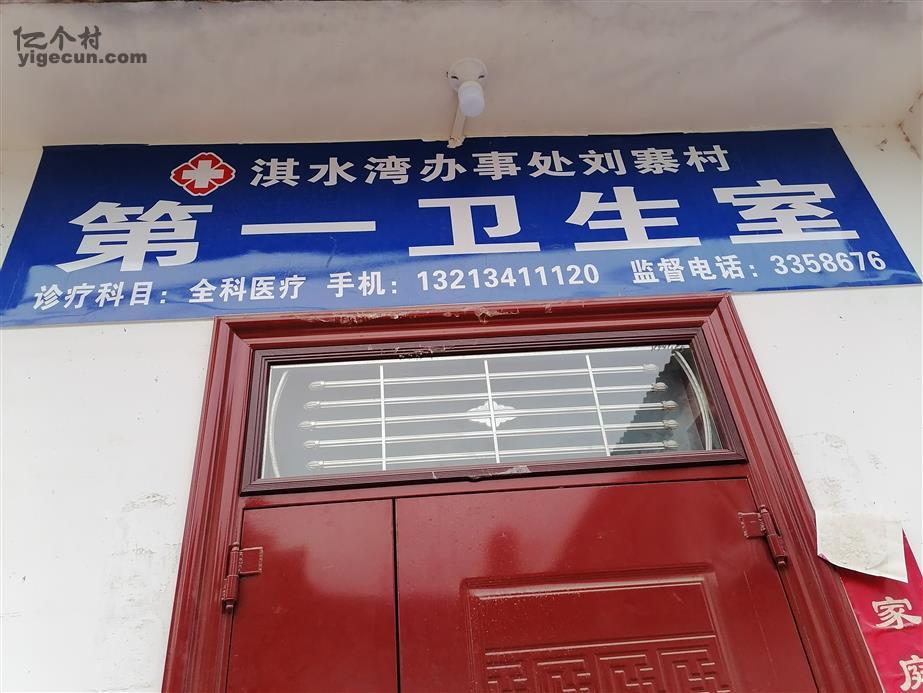 亿个村
yigecun.com
淇水湾办事处刘寨村
第一卫生室
诊疗科目：全科医疗 手机：13213411120 监督电话：3358676
家庭